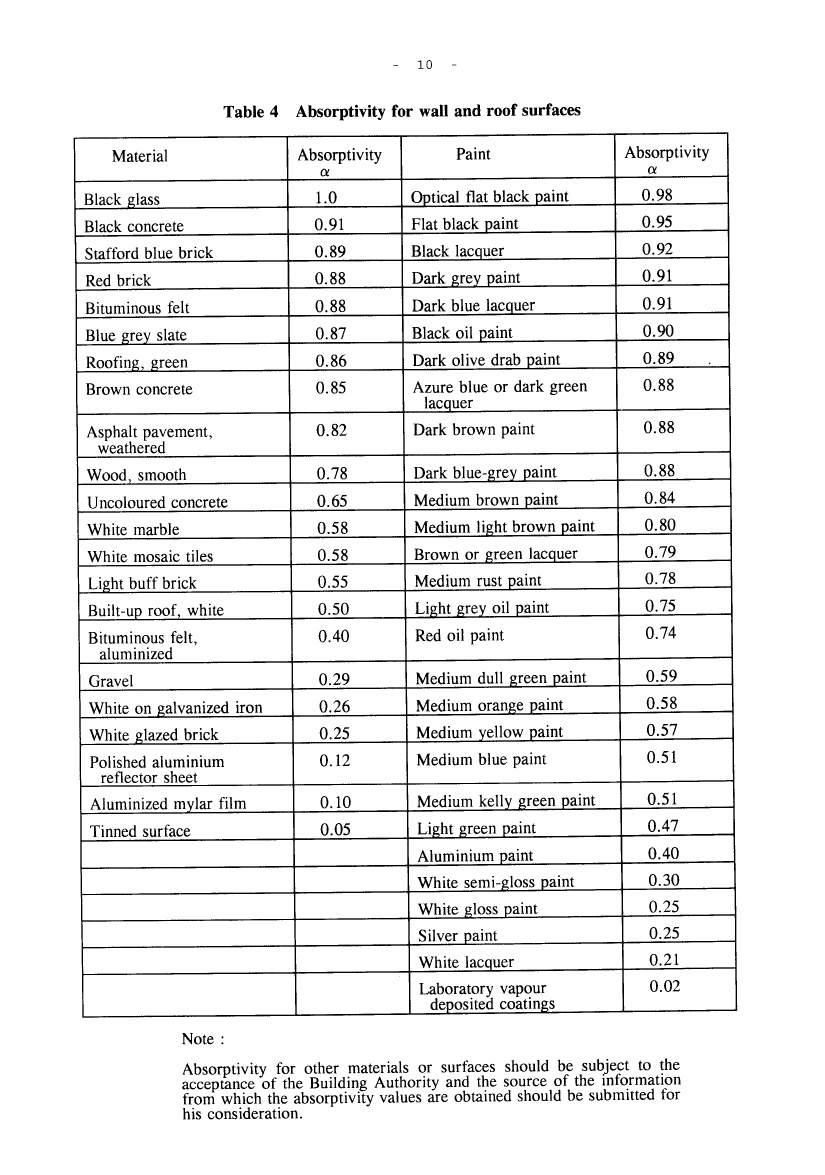 - 10 -
Table 4 Absorptivity for wall and roof surfaces
Material Absorptivity α Paint Absorptivity α
Black glass 1.0 Optical flat black paint 0.98
Black concrete 0.91 Flat black paint 0.95
Stafford blue brick 0.89 Black lacquer 0.92
Red brick 0.88 Dark grey paint 0.91
Bituminous felt 0.88 Dark blue lacquer 0.91
Blue grey slate 0.87 Black oil paint 0.90
Roofing, green 0.86 Dark olive drab paint 0.89
Brown concrete 0.85 Azure blue or dark green 0.88
lacquer
Asphalt pavement, 0.82 Dark brown paint 0.88
weathered
Wood, smooth 0.78 Dark blue-grey paint 0.88
Uncoloured concrete 0.65 Medium brown paint 0.84
White marble 0.58 Medium light brown paint 0.80
White mosaic tiles 0.58 Brown or green lacquer 0.79
Light buff brick 0.55 Medium rust paint 0.78
Built-up roof, white 0.50 Light grey oil paint 0.75
Bituminous felt, 0.40 Red oil paint 0.74
aluminized
Gravel 0.29 Medium dull green paint 0.59
White on galvanized iron 0.26 Medium orange paint 0.58
White glazed brick 0.25 Medium yellow paint 0.57
Polished aluminium 0.12 Medium blue paint 0.51
reflector sheet
Aluminized mylar film 0.10 Medium kelly green paint 0.51
Tinned surface 0.05 Light green paint 0.47
Aluminium paint 0.40
White semi-gloss paint 0.30
White gloss paint 0.25
Silver paint 0.25
White lacquer 0.21
Laboratory vapour 0.02
deposited coatings
Note :
Absorptivity for other materials or surfaces should be subject to the
acceptance of the Building Authority and the source of the information
from which the absorptivity values are obtained should be submitted for
his consideration.